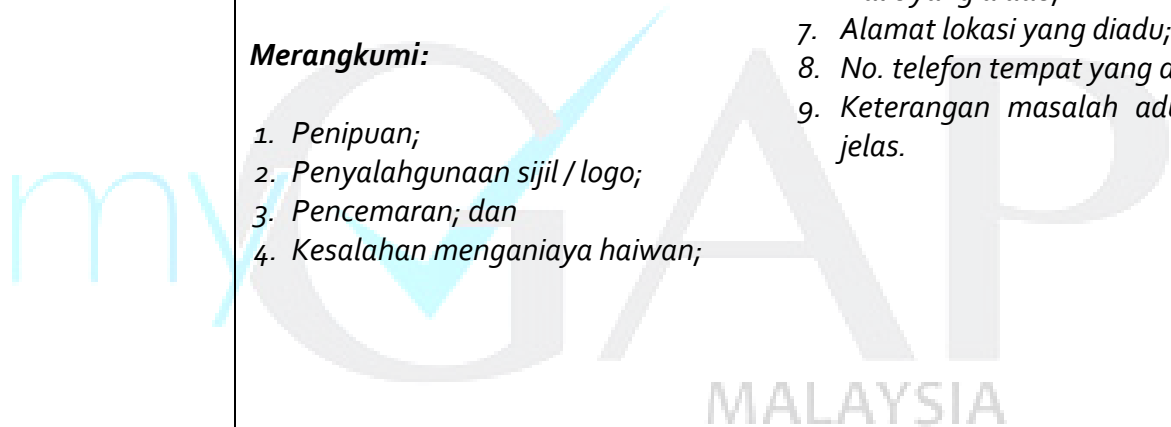 Merangkumi:
1. Penipuan;
2. Penyalahgunaan sijil / logo;
3. Pencemaran; dan
4. Kesalahan menganiaya haiwan;
7. Alamat lokasi yang diadu;
8. No. telefon tempat yang
9. Keterangan masalah
jelas.
myGAP
MALAYSIA